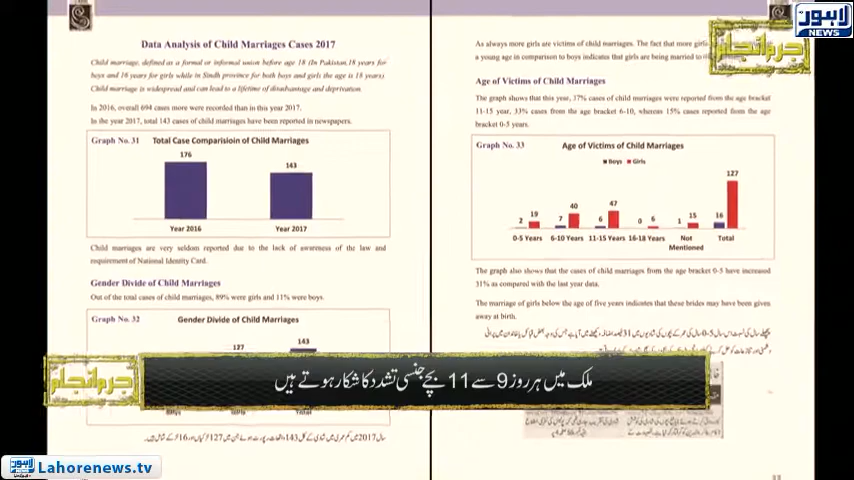 Data Analysis of Child Marriages Cases 2017
Child marriage, defined as a formal or informal union before age 18 (In Pakistan,18 years for
boys and 16 years for girls while in Sindh province for both boys and girls the age is 18 years).
Child marriage is widespread and can lead to a lifetime of disadvantage and deprivation.
In 2016, overall 694 cases more were recorded than in this year 2017.
In the year 2017, total 143 cases of child marriages have been reported in newspapers.
Graph No. 31 Total Case Comparisioin of Child Marriages
176
143
Year 2016 Year 2017
Child marriages are very seldom reported due to the lack of awareness of the law and
requirement of National Identity Card.
Gender Divide of Child Marriages
Out of the total cases of child marriages, 89% were girls and 11% were boys.
Graph No. 32 Gender Divide of Child Marriages
127 143
Boys Girls Total
As always more girls are victims of child marriages. The fact that more girls
a young age in comparison to boys indicates that girls are being married to
Age of Victims of Child Marriages
The graph shows that this year, 37% cases of child marriages were reported from the age bracket
11-15 year, 33% cases from the age bracket 6-10, whereas 15% cases reported from the age
bracket 0-5 years.
Graph No. 33 Age of Victims of Child Marriages
Boys Girls
2 19 7 40 6 47 0 6 1 15 16 127
0-5 Years 6-10 Years 11-15 Years 16-18 Years Not Mentioned Total
The graph also shows that the cases of child marriages from the age bracket 0-5 have increased
31% as compared with the last year data.
The marriage of girls below the age of five years indicates that these brides may have been given
away at birth.
لاہور
NEWS
جرم انجام
جرم انجام
ملک میں ہر روز 9 سے 11 بچے جنسی تشدد کا شکار ہوتے ہیں
Lahorenews.tv